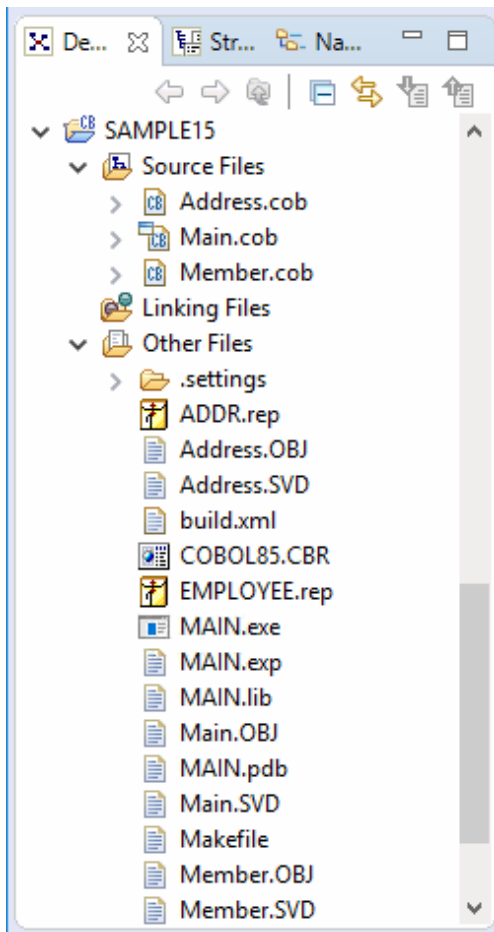 De... Str... Na...
SAMPLE15
Source Files
Address.cob
Main.cob
Member.cob
Linking Files
Other Files
.settings
ADDR.rep
Address.OBJ
Address.SVD
build.xml
COBOL85.CBR
EMPLOYEE.rep
MAIN.exe
MAIN.exp
MAIN.lib
Main.OBJ
MAIN.pdb
Main.SVD
Makefile
Member.OBJ
Member.SVD